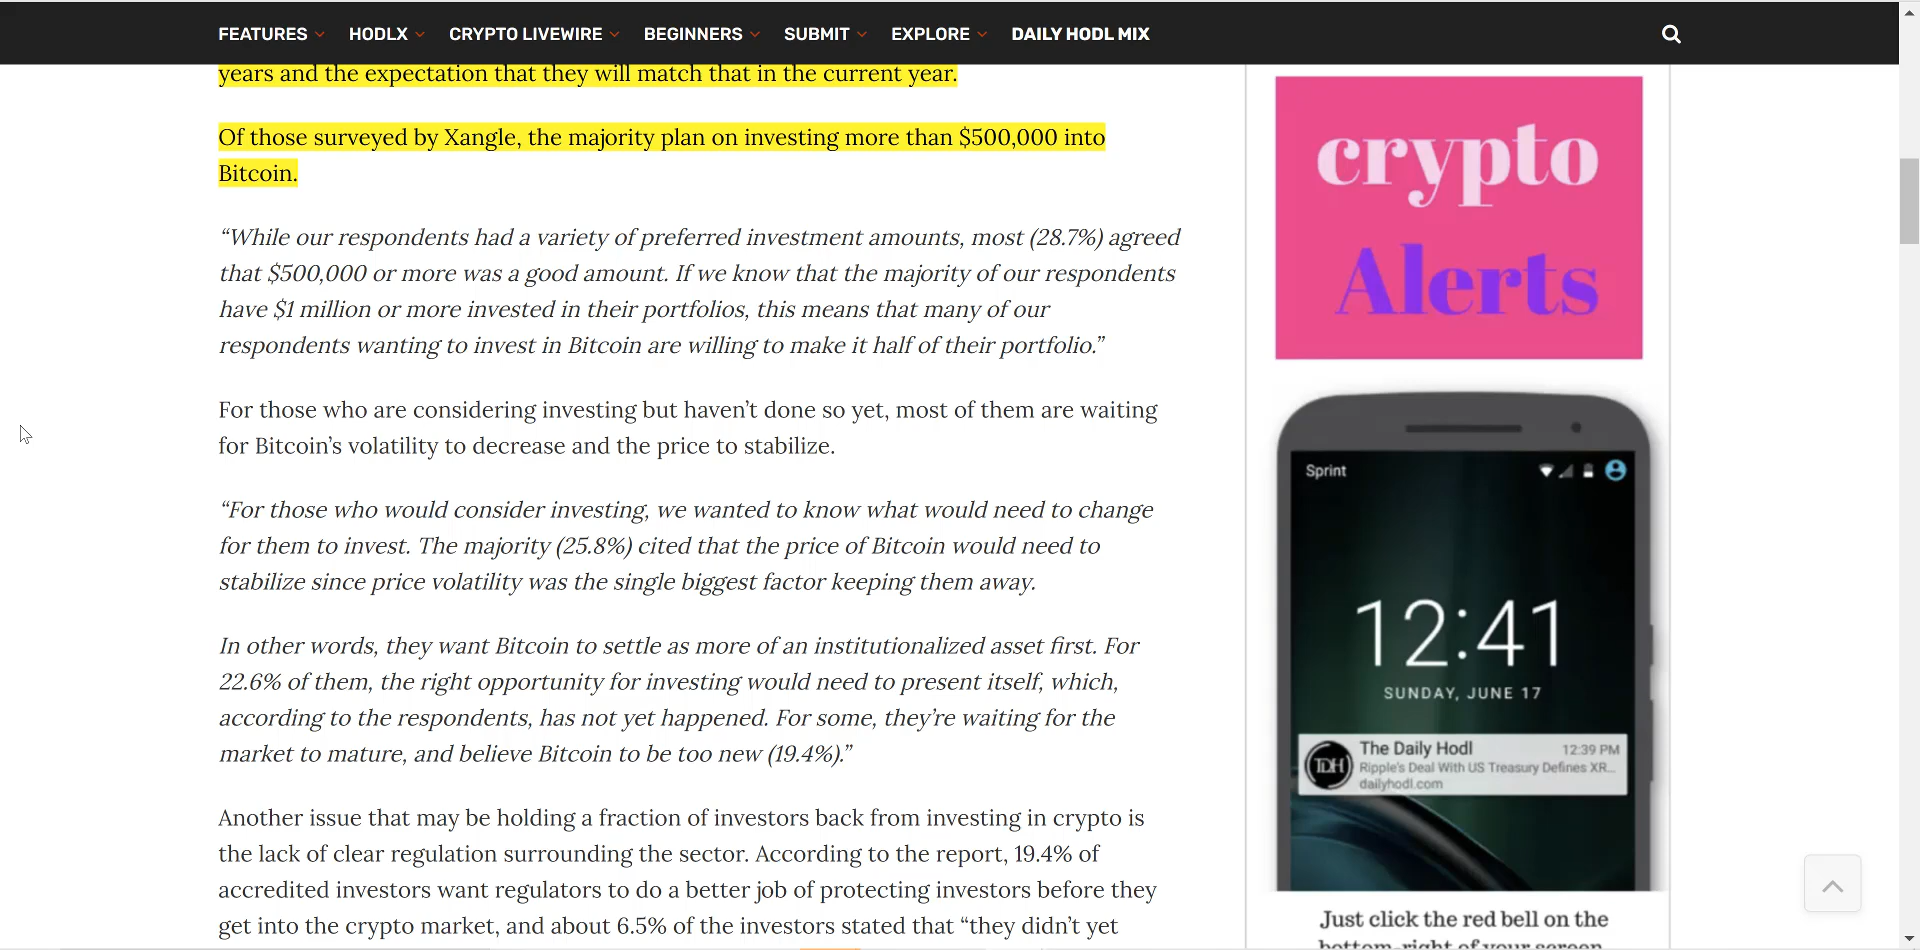 FEATURES HODLX CRYPTO LIVEWIRE BEGINNERS SUBMIT EXPLORE DAILY HODL MIX
years and the expectation that they will match that in the current year.
Of those surveyed by Xangle, the majority plan on investing more than $500,000 into
Bitcoin.
“While our respondents had a variety of preferred investment amounts, most (28.7%) agreed
that $500,000 or more was a good amount. If we know that the majority of our respondents
have $1 million or more invested in their portfolios, this means that many of our
respondents wanting to invest in Bitcoin are willing to make it half of their portfolio.”
For those who are considering investing but haven’t done so yet, most of them are waiting
for Bitcoin’s volatility to decrease and the price to stabilize.
“For those who would consider investing, we wanted to know what would need to change
for them to invest. The majority (25.8%) cited that the price of Bitcoin would need to
stabilize since price volatility was the single biggest factor keeping them away.
In other words, they want Bitcoin to settle as more of an institutionalized asset first. For
22.6% of them, the right opportunity for investing would need to present itself, which,
according to the respondents, has not yet happened. For some, they’re waiting for the
market to mature, and believe Bitcoin to be too new (19.4%).”
Another issue that may be holding a fraction of investors back from investing in crypto is
the lack of clear regulation surrounding the sector. According to the report, 19.4% of
accredited investors want regulators to do a better job of protecting investors before they
get into the crypto market, and about 6.5% of the investors stated that “they didn’t yet
crypto
Alerts
Sprint
12:41
SUNDAY, JUNE 17
TDH
The Daily Hodl 12:39 PM
Ripple's Deal With US Treasury Defines XR...
dailyhodl.com
Just click the red bell on the
bottom-right of your screen